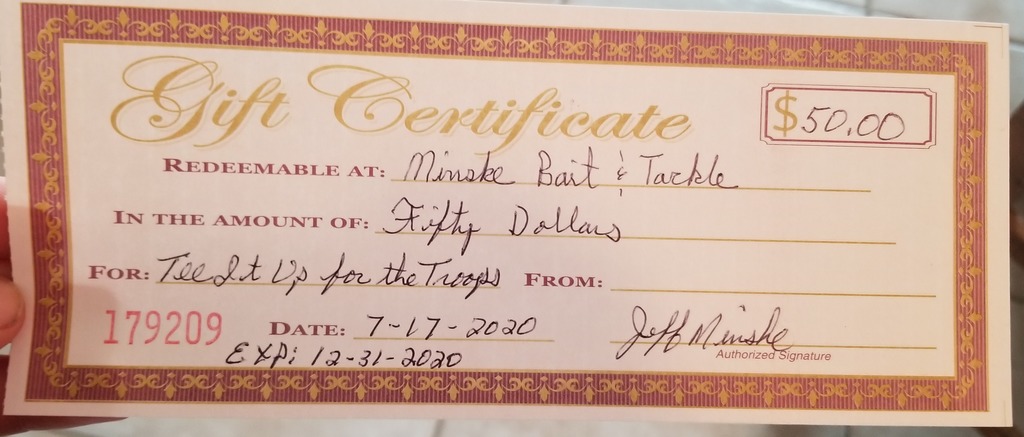 Gift Certificate
$50.00
REDEEMABLE AT: Minske Bait & Tackle
IN THE AMOUNT OF: Fifty Dollars
FOR: Tee It Up for the Troops FROM:
179209 DATE: 7-17-2020 Jeff Minske
EXP: 12-31-2020 Authorized Signature